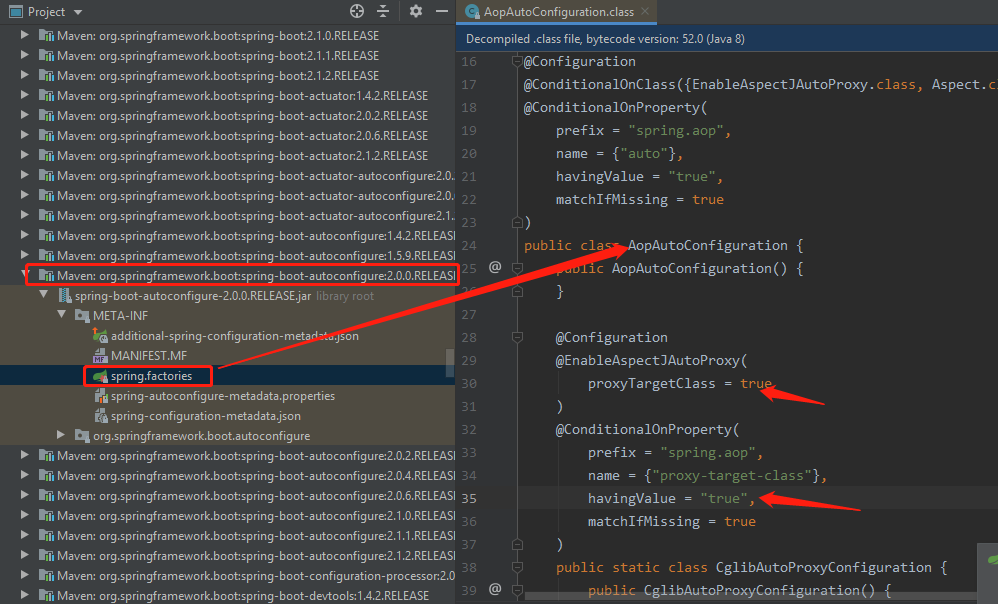 Project
Maven: org.springframework.boot:spring-boot:2.1.0.RELEASE
Maven: org.springframework.boot:spring-boot:2.1.1.RELEASE
Maven: org.springframework.boot:spring-boot:2.1.2.RELEASE
Maven: org.springframework.boot:spring-boot-actuator:1.4.2.RELEASE
Maven: org.springframework.boot:spring-boot-actuator:2.0.2.RELEASE
Maven: org.springframework.boot:spring-boot-actuator:2.0.6.RELEASE
Maven: org.springframework.boot:spring-boot-actuator:2.1.2.RELEASE
Maven: org.springframework.boot:spring-boot-actuator-autoconfigure:2.0.
Maven: org.springframework.boot:spring-boot-actuator-autoconfigure:2.0.
Maven: org.springframework.boot:spring-boot-actuator-autoconfigure:2.1.
Maven: org.springframework.boot:spring-boot-autoconfigure:1.4.2.RELEASE
Maven: org.springframework.boot:spring-boot-autoconfigure:1.5.9.RELEASE
Maven: org.springframework.boot:spring-boot-autoconfigure:2.0.0.RELEASE
spring-boot-autoconfigure-2.0.0.RELEASE.jar library root
META-INF
additional-spring-configuration-metadata.json
MF MANIFEST.MF
spring.factories
spring-autoconfigure-metadata.properties
spring-configuration-metadata.json
org.springframework.boot.autoconfigure
Maven: org.springframework.boot:spring-boot-autoconfigure:2.0.2.RELEASE
Maven: org.springframework.boot:spring-boot-autoconfigure:2.0.4.RELEASE
Maven: org.springframework.boot:spring-boot-autoconfigure:2.0.6.RELEASE
Maven: org.springframework.boot:spring-boot-autoconfigure:2.1.0.RELEASE
Maven: org.springframework.boot:spring-boot-autoconfigure:2.1.1.RELEASE
Maven: org.springframework.boot:spring-boot-autoconfigure:2.1.2.RELEASE
Maven: org.springframework.boot:spring-boot-configuration-processor:2.0
Maven: org.springframework.boot:spring-boot-devtools:1.4.2.RELEASE
AopAutoConfiguration.class
Decompiled .class file, bytecode version: 52.0 (Java 8)
16 @Configuration
17 @ConditionalOnClass({EnableAspectJAutoProxy.class, Aspect.c
18 @ConditionalOnProperty(
19 prefix = "spring.aop",
20 name = {"auto"},
21 havingValue = "true",
22 matchIfMissing = true
23 )
24 public class AopAutoConfiguration {
25 @ public AopAutoConfiguration() {
26 }
27
28 @Configuration
29 @EnableAspectJAutoProxy(
30 proxyTargetClass = true
31 )
32 @ConditionalOnProperty(
33 prefix = "spring.aop",
34 name = {"proxy-target-class"},
35 havingValue = "true",
36 matchIfMissing = true
37 )
38 public static class CglibAutoProxyConfiguration {
39 @ public CglibAutoProxyConfiguration() {